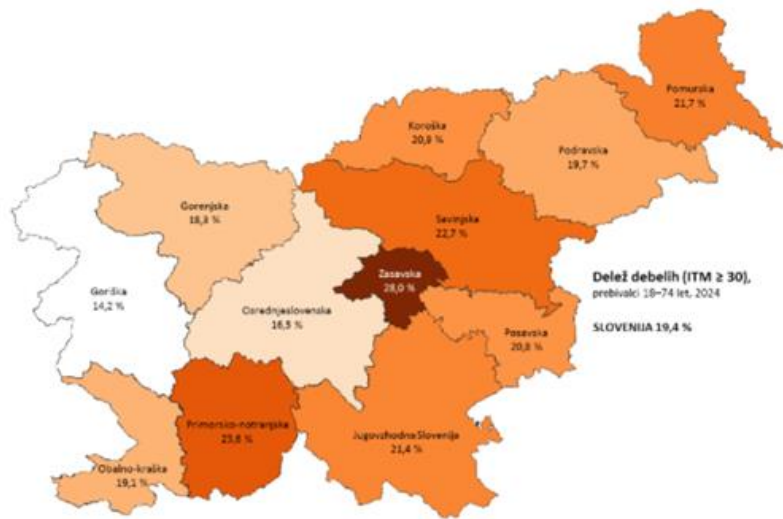 Pomurska
21,7 %
Koroška
20,8 %
Podravska
19,7 %
Gorenjska
18,3 %
Savinjska
22,7 %
Zasavska
28,0 %
Goriška
14,2 %
Osrednjeslovenska
16,5 %
Delež debelih (ITM ≥ 30),
prebivalci 18–74 let, 2024
SLOVENIJA 19,4 %
Posavska
20,8 %
Primorsko-notranjska
23,8 %
Jugovzhodna Slovenija
21,4 %
Obalno-kraška
19,1 %